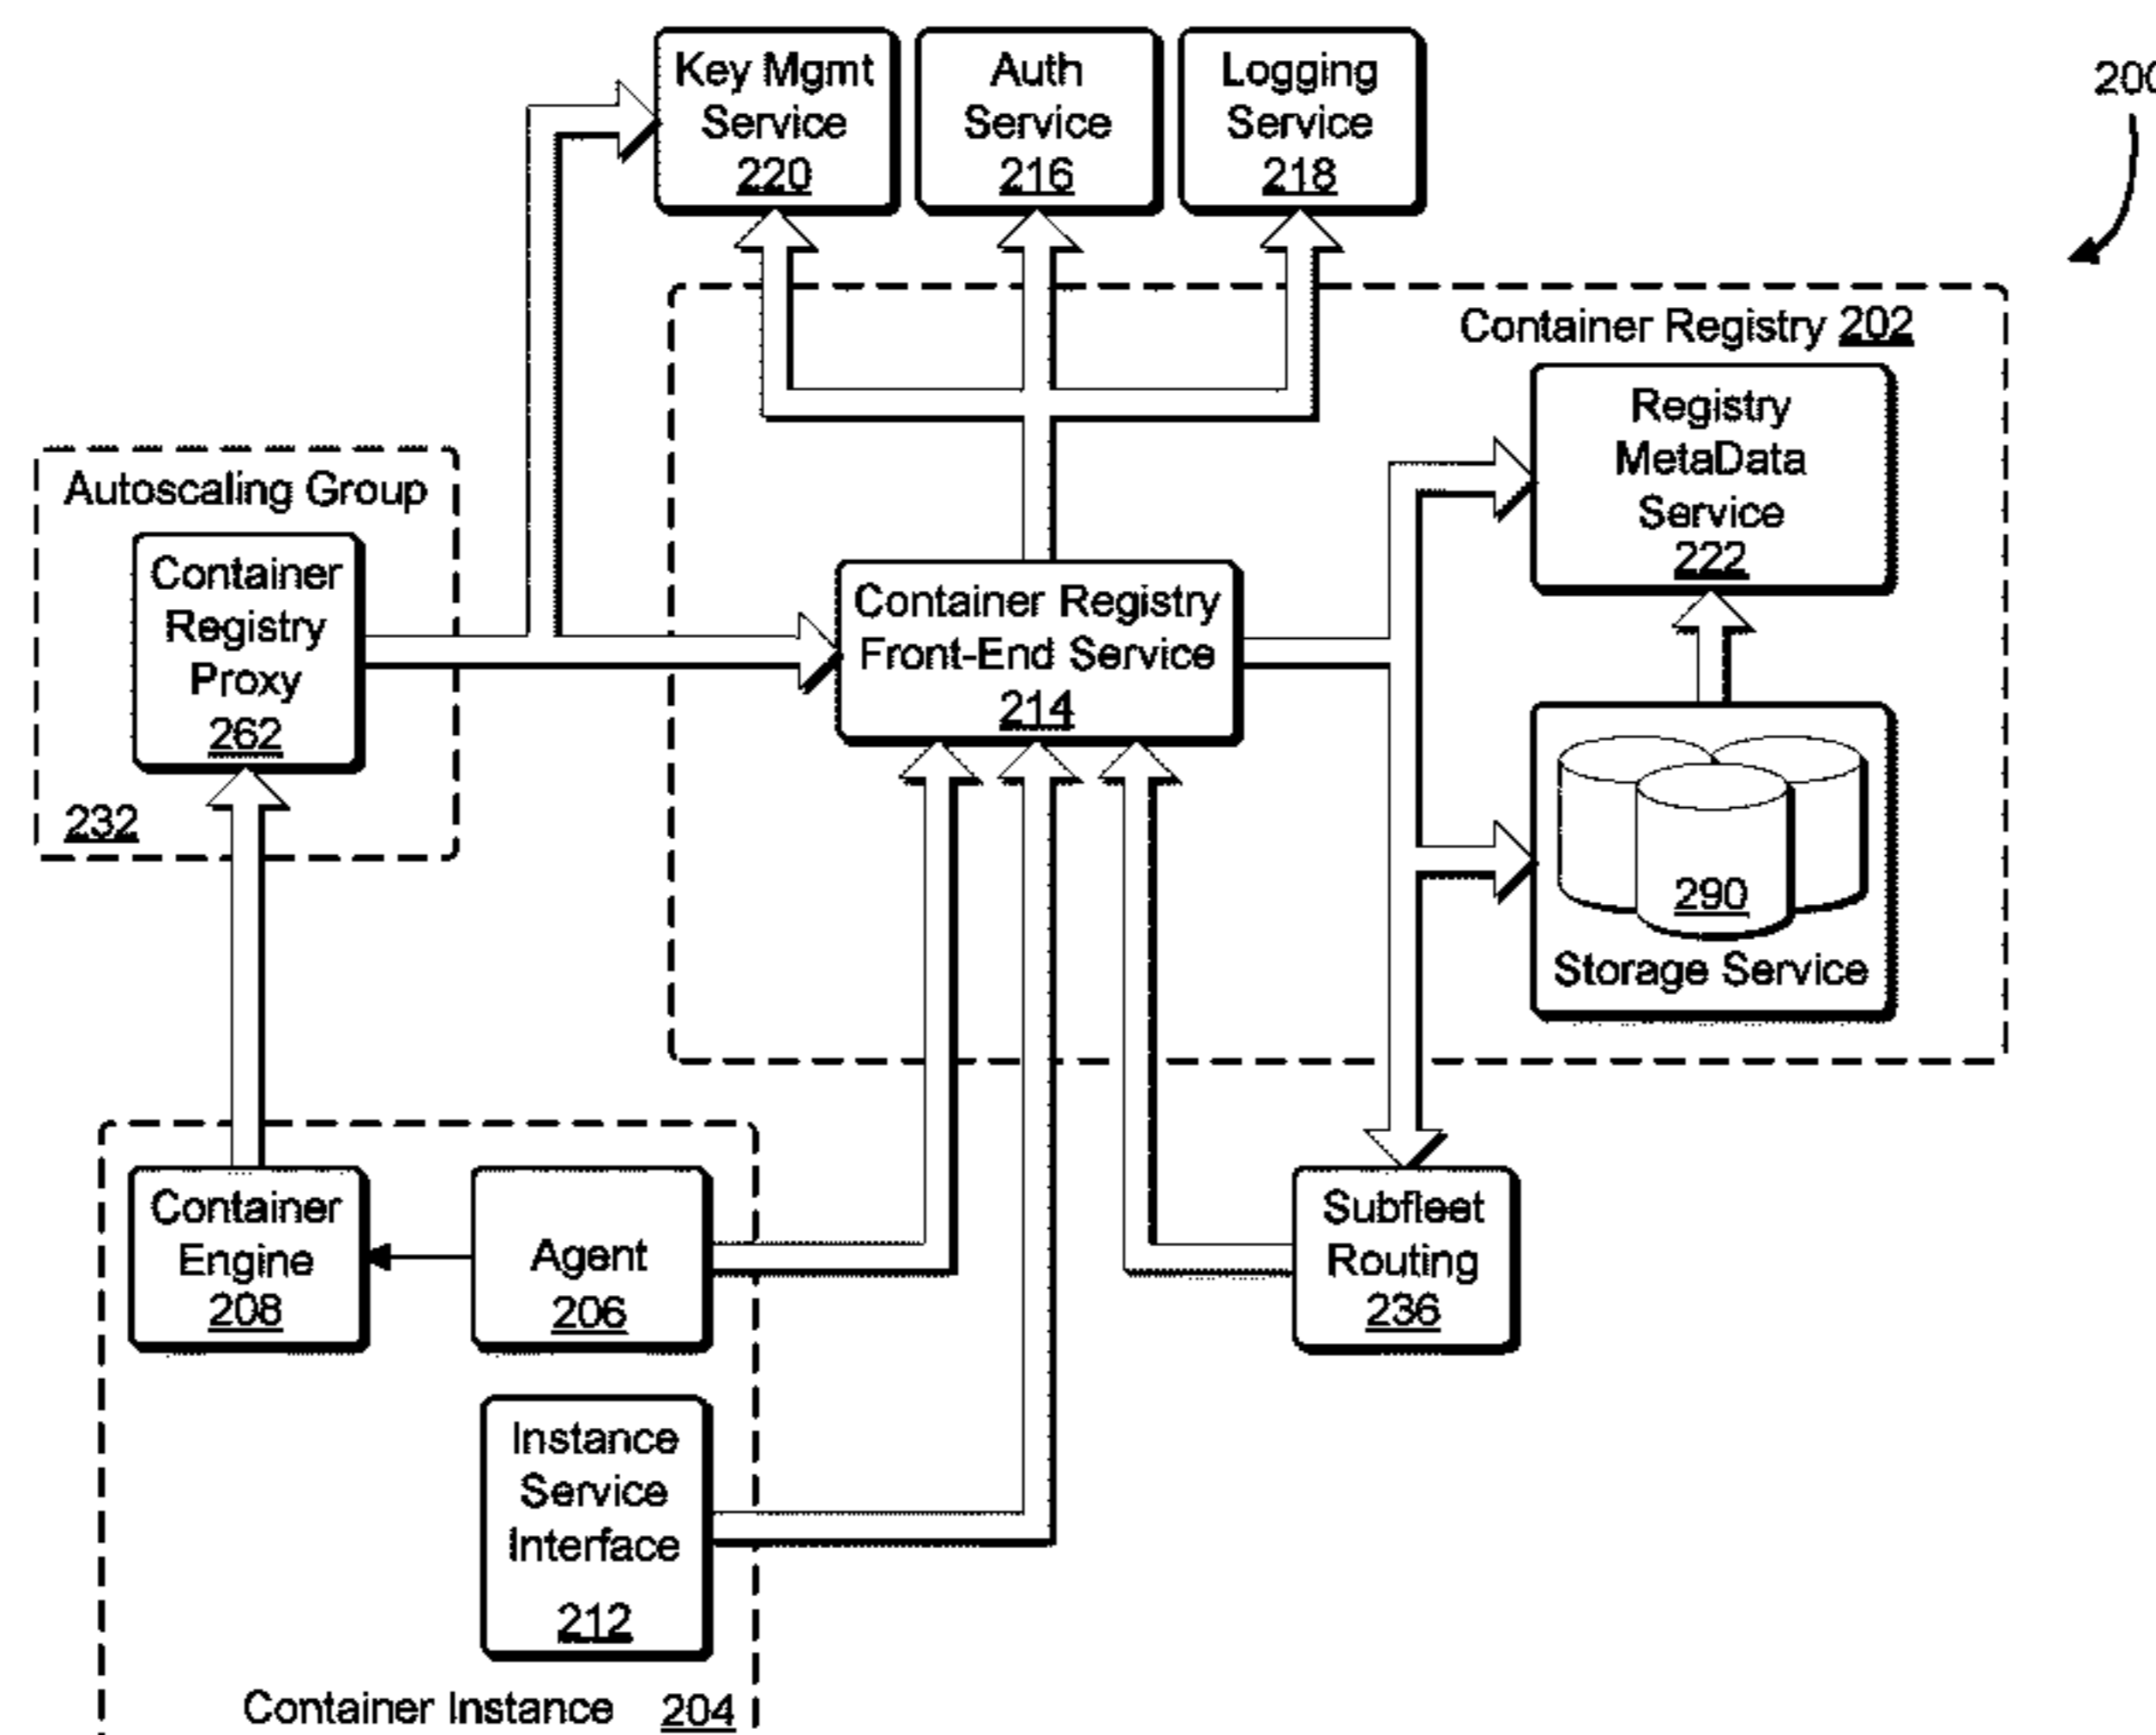 Key Mgmt
Service
220
Auth
Service
216
Logging
Service
218
Container Registry 202
Registry
MetaData
Service
222
Autoscaling Group
Container
Registry
Proxy
262
232
Container Registry
Front-End Service
214
290
Storage Service
Container
Engine
208
Agent
206
Subfleet
Routing
236
Instance
Service
Interface
212
Container Instance 204